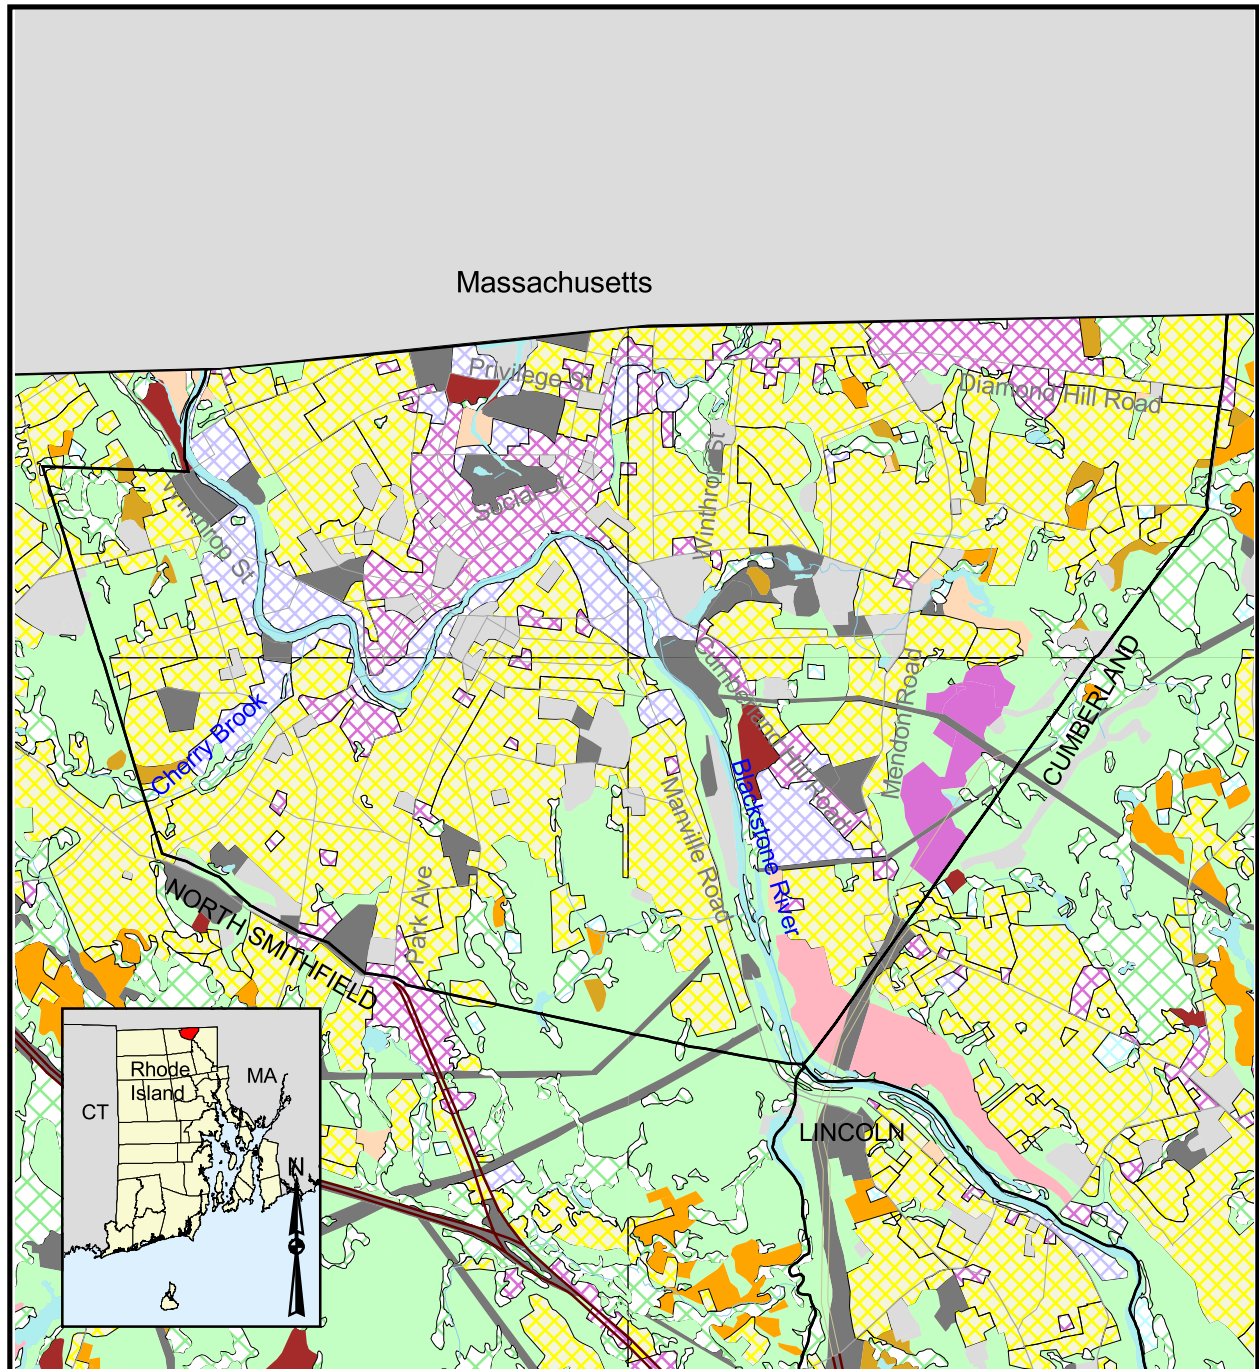 Massachusetts
Privilege St
Diamond Hill Road
Winthrop St
Social St
Winthrop St
Cumberland Hill Road
Mendon Road
CUMBERLAND
Cherry Brook
Blackstone River
Manville Road
Park Ave
NORTH SMITHFIELD
LINCOLN
Rhode
Island
MA
CT
N